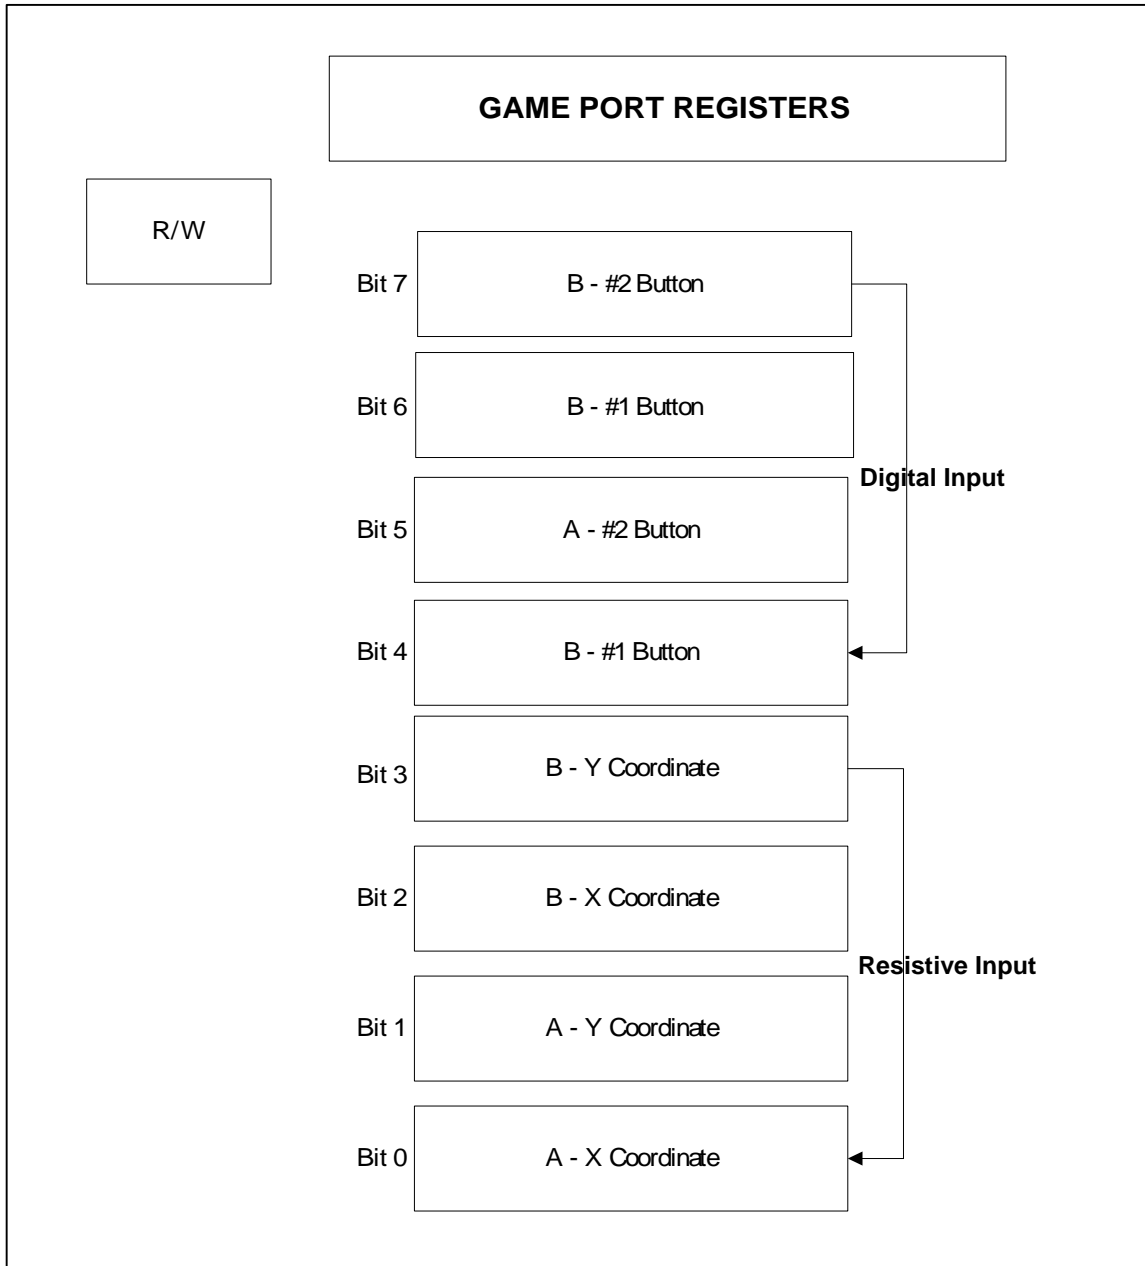 GAME PORT REGISTERS
R/W
Bit 7 B - #2 Button
Bit 6 B - #1 Button
Digital Input
Bit 5 A - #2 Button
Bit 4 B - #1 Button
Bit 3 B - Y Coordinate
Bit 2 B - X Coordinate
Resistive Input
Bit 1 A - Y Coordinate
Bit 0 A - X Coordinate